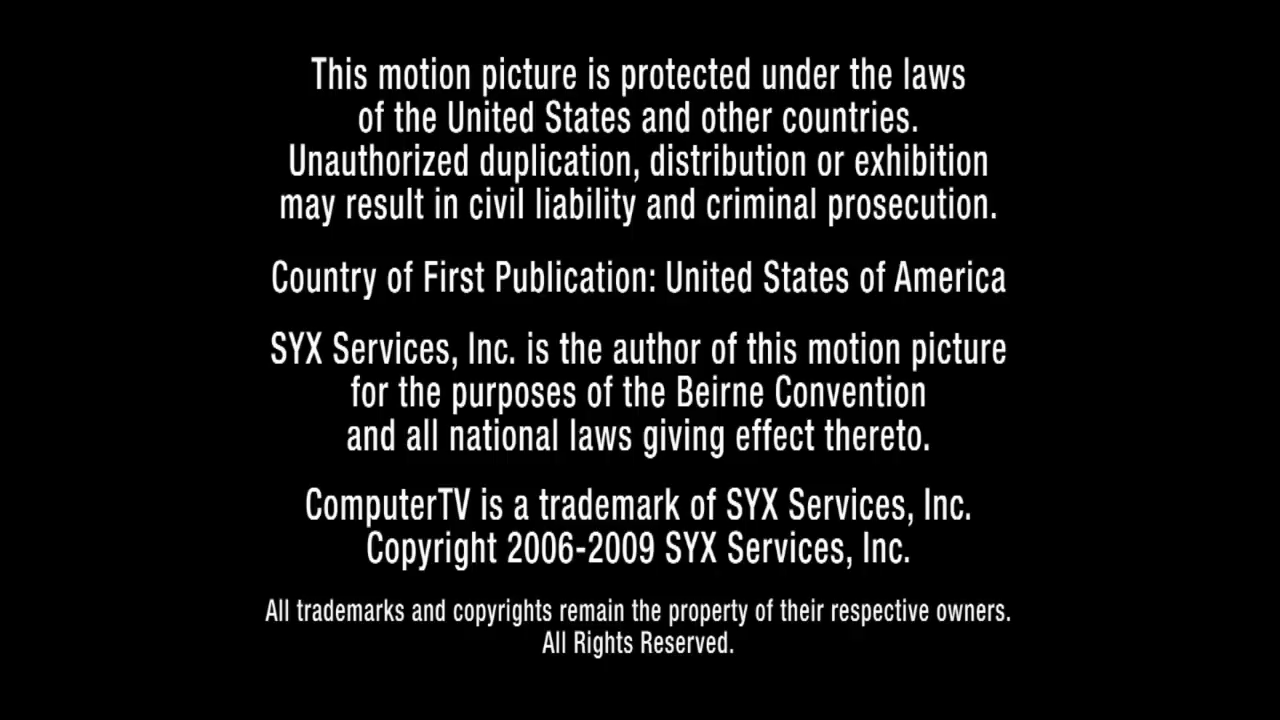 This motion picture is protected under the laws
of the United States and other countries.
Unauthorized duplication, distribution or exhibition
may result in civil liability and criminal prosecution.
Country of First Publication: United States of America
SYX Services, Inc. is the author of this motion picture
for the purposes of the Beirne Convention
and all national laws giving effect thereto.
ComputerTV is a trademark of SYX Services, Inc.
Copyright 2006-2009 SYX Services, Inc.
All trademarks and copyrights remain the property of their respective owners.
All Rights Reserved.